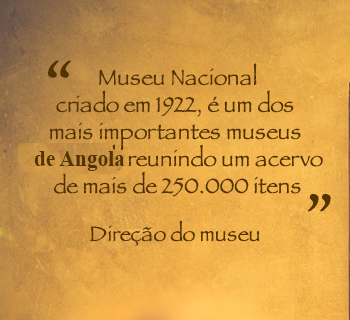 “ Museu Nacional
criado em 1922, é um dos
mais importantes museus
de Angola reunindo um acervo
de mais de 250.000 itens ”
Direção do museu